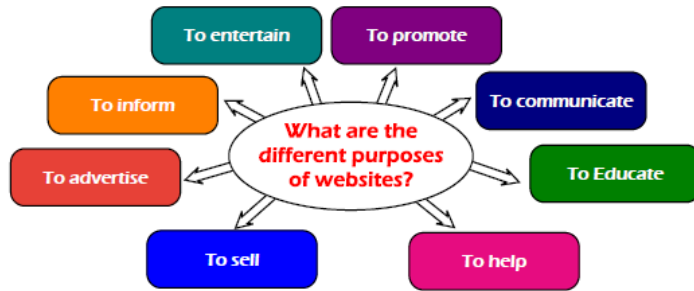 To entertain
To promote
To inform
To communicate
What are the
different purposes
of websites?
To advertise
To Educate
To sell
To help